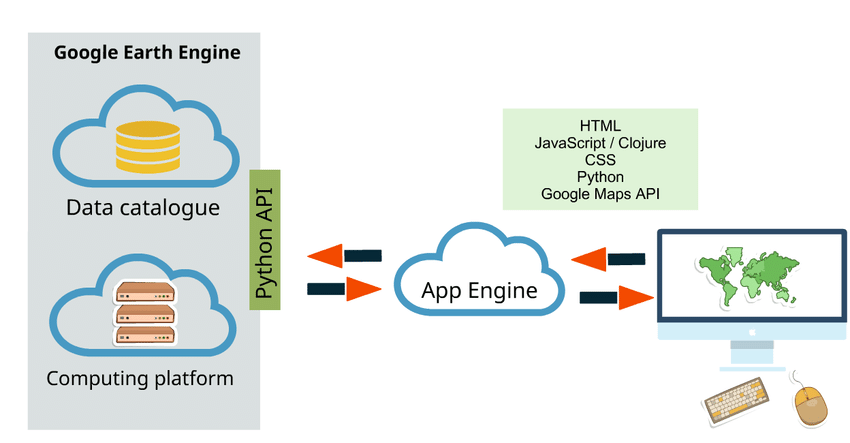 Google Earth Engine
Data catalogue
Computing platform
Python API
App Engine
HTML
JavaScript / Clojure
CSS
Python
Google Maps API